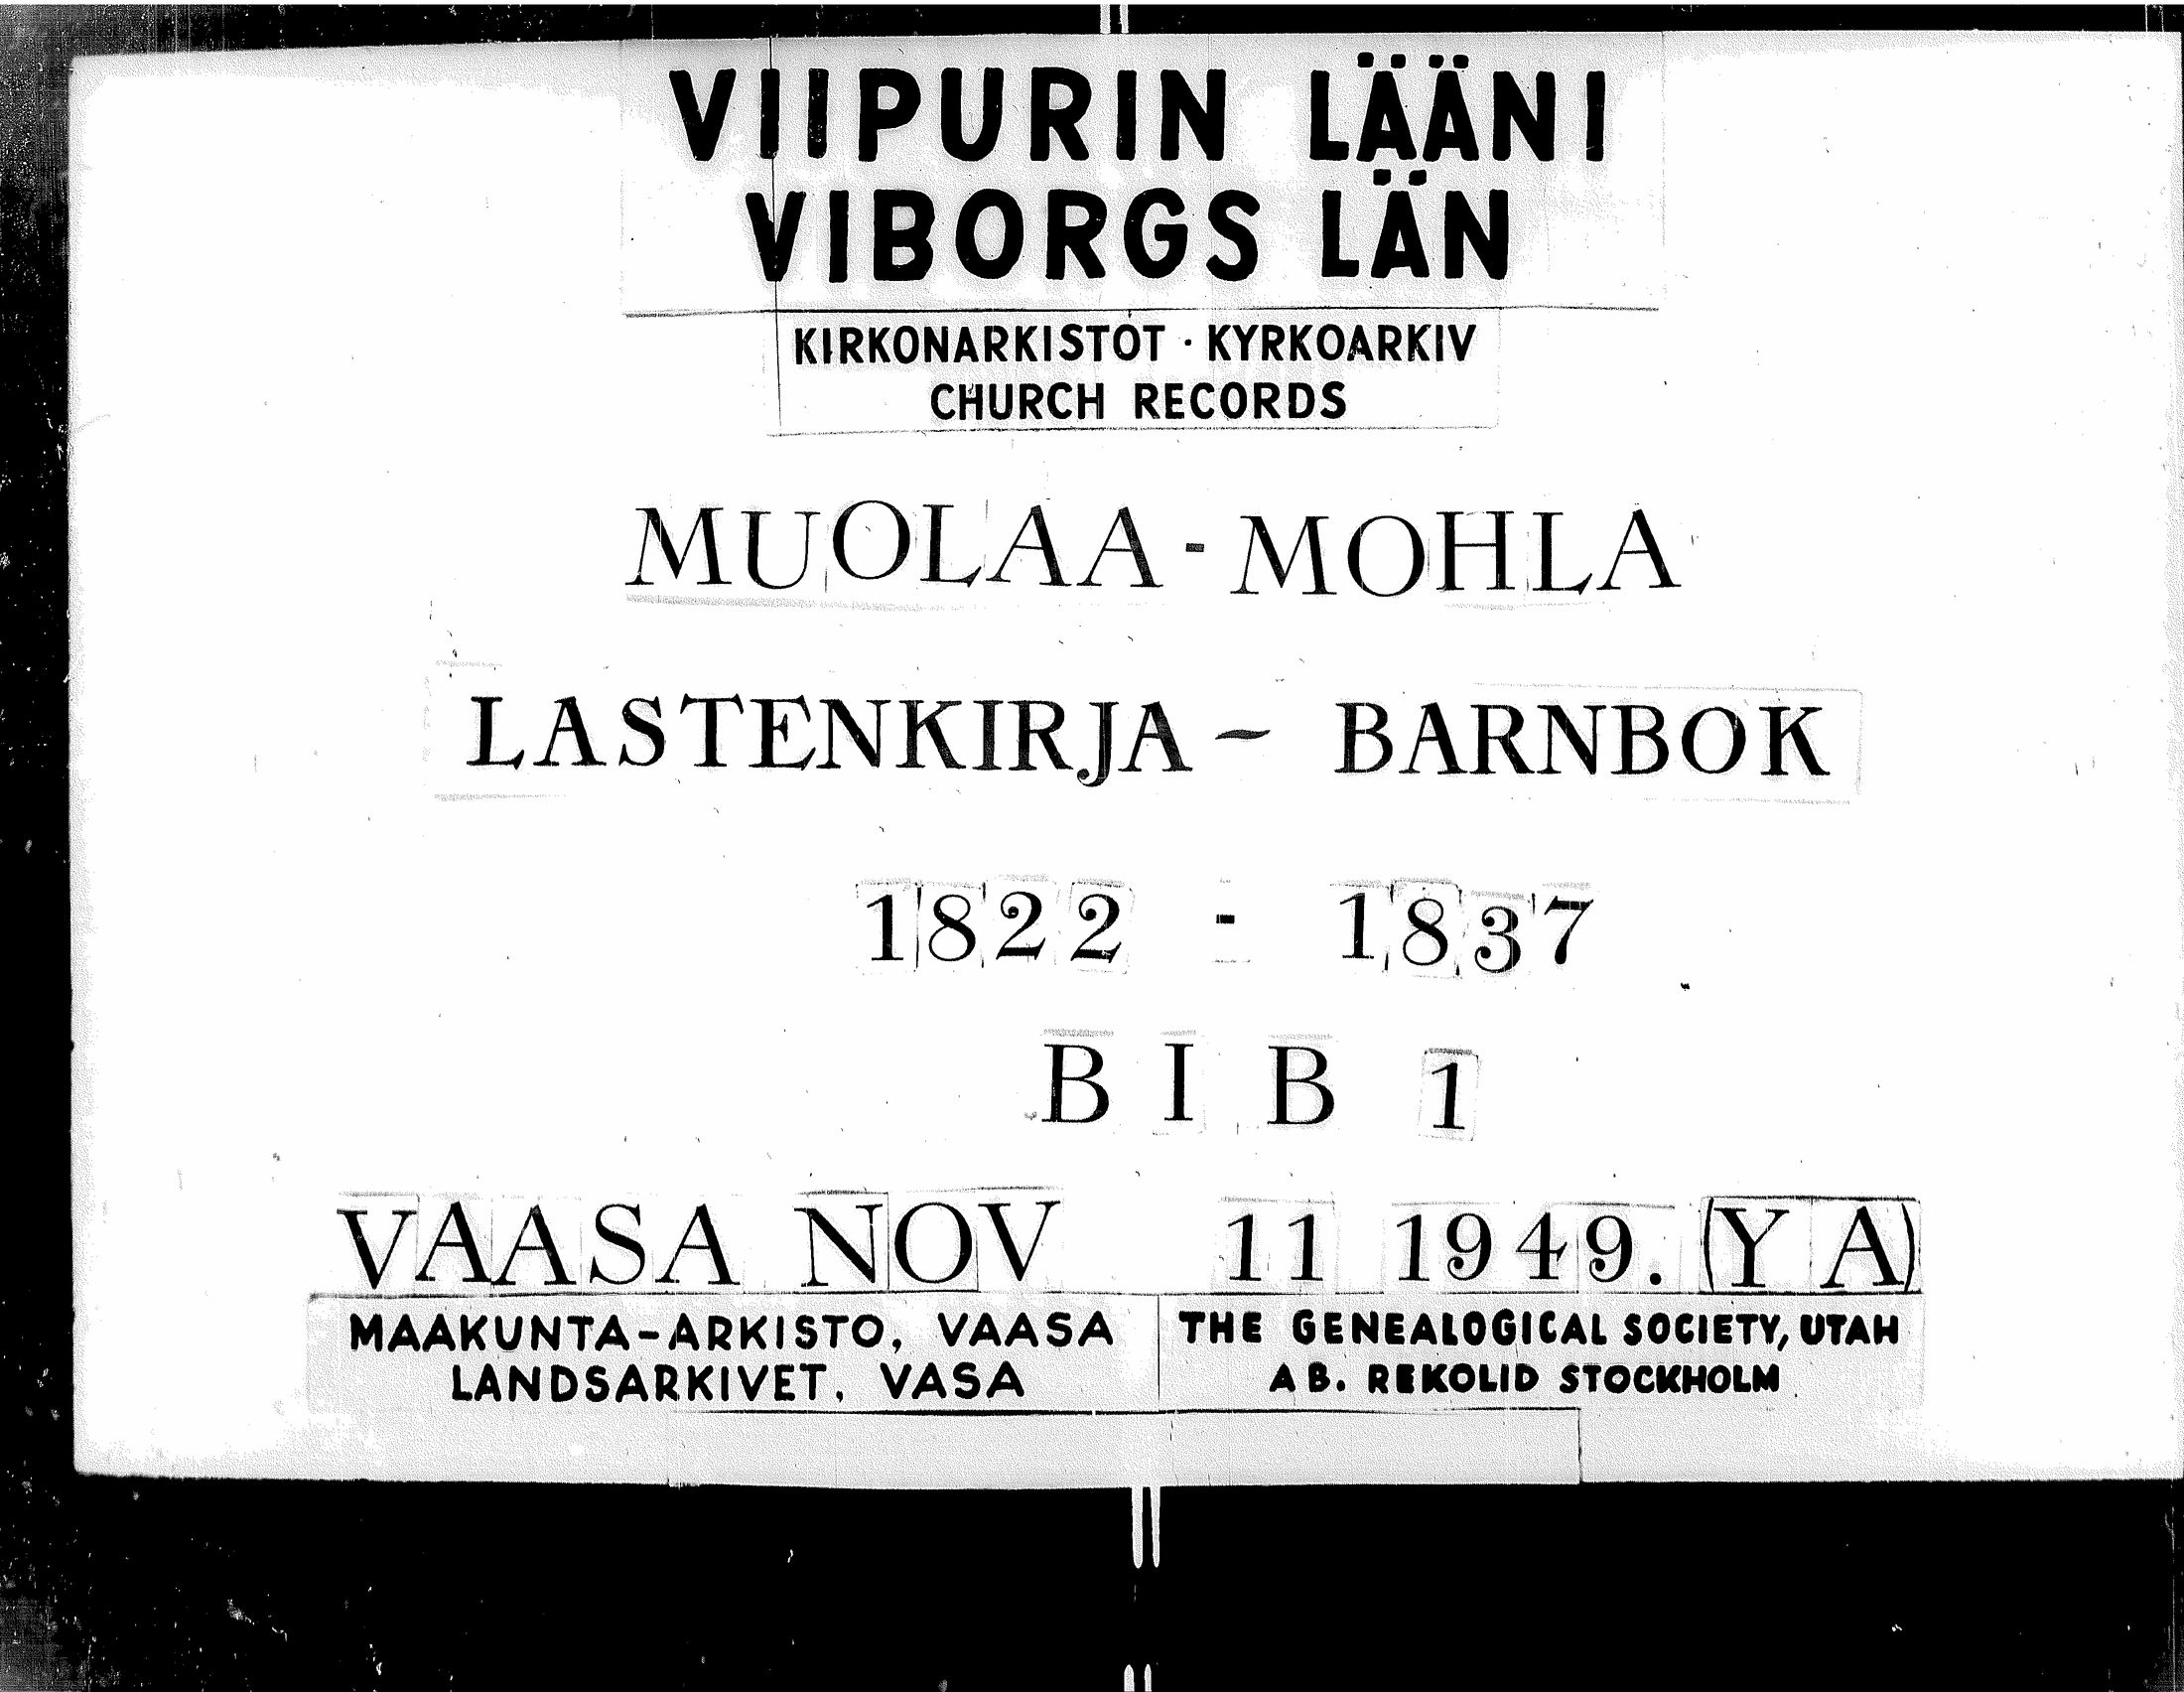 VIIPURIN LÄÄNI
VIBORGS LÄN
KIRKONARKISTOT · KYRKOARKIV
CHURCH RECORDS
MUOLAA - MOHLA
LASTENKIRJA – BARNBOK
1822 - 1837
B I B 1
VAASA NOV 11 1949. (Y A)
MAAKUNTA-ARKISTO, VAASA
LANDSARKIVET, VASA
THE GENEALOGICAL SOCIETY, UTAH
AB. REKOLID STOCKHOLM